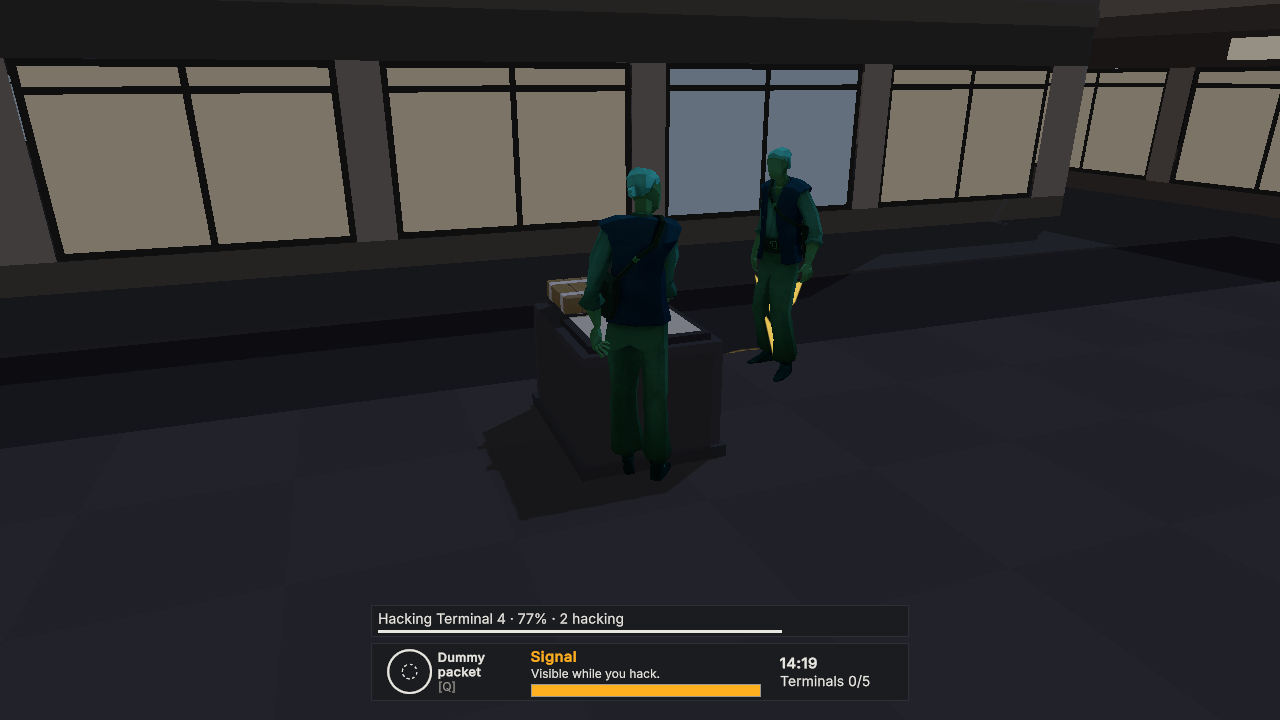 Hacking Terminal 4 · 77% · 2 hacking
Dummy packet
[Q]
Signal
Visible while you hack.
14:19
Terminals 0/5